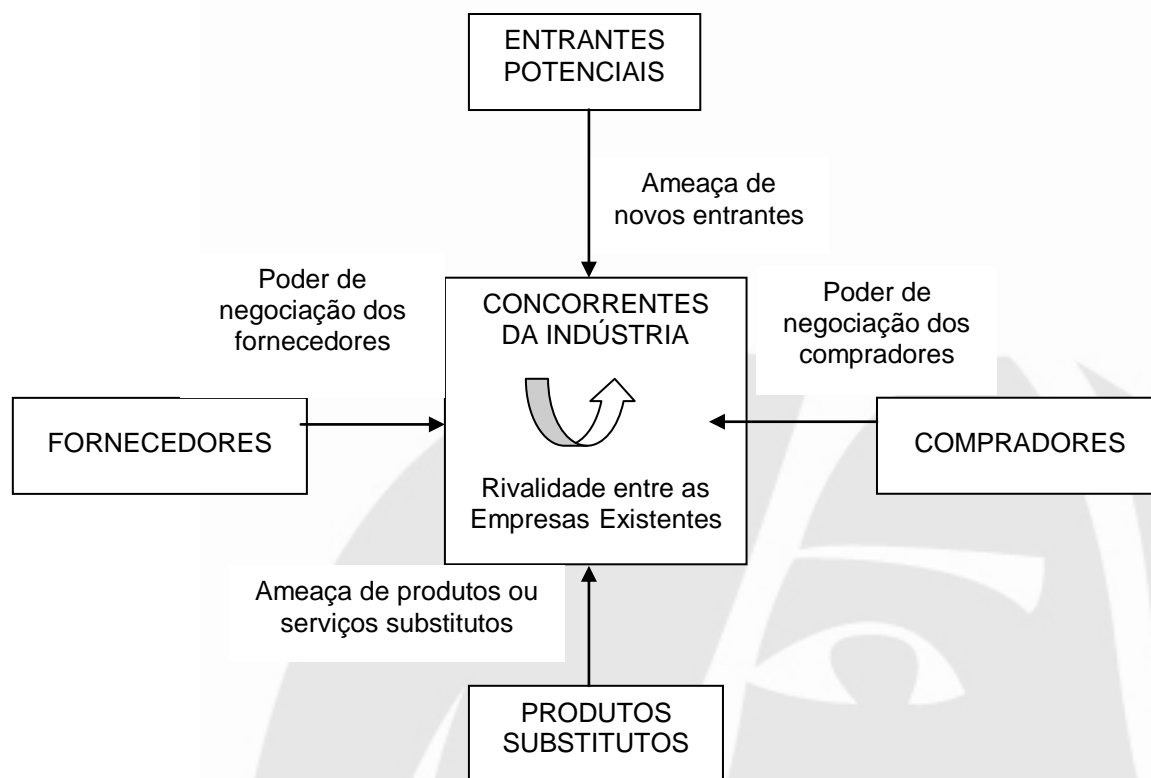 ENTRANTES
POTENCIAIS
Ameaça de
novos entrantes
Poder de
negociação dos
fornecedores
CONCORRENTES
DA INDÚSTRIA
Poder de
negociação dos
compradores
FORNECEDORES
COMPRADORES
Rivalidade entre as
Empresas Existentes
Ameaça de produtos ou
serviços substitutos
PRODUTOS
SUBSTITUTOS